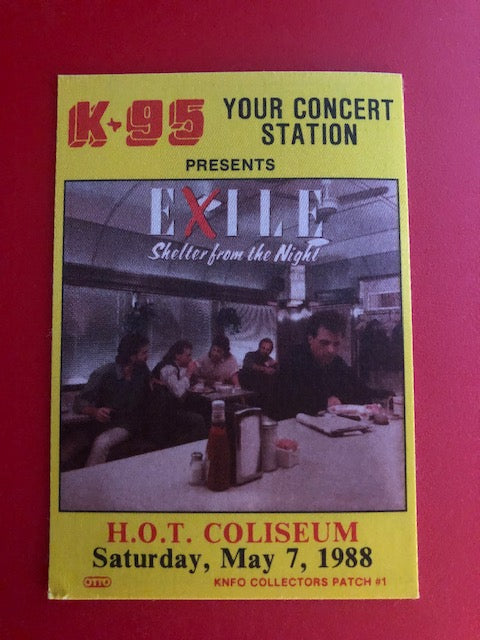 K-95
YOUR CONCERT
STATION
PRESENTS
EXILE
Shelter from the Night
H.O.T. COLISEUM
Saturday, May 7, 1988
OTTO
KNFO COLLECTORS PATCH #1